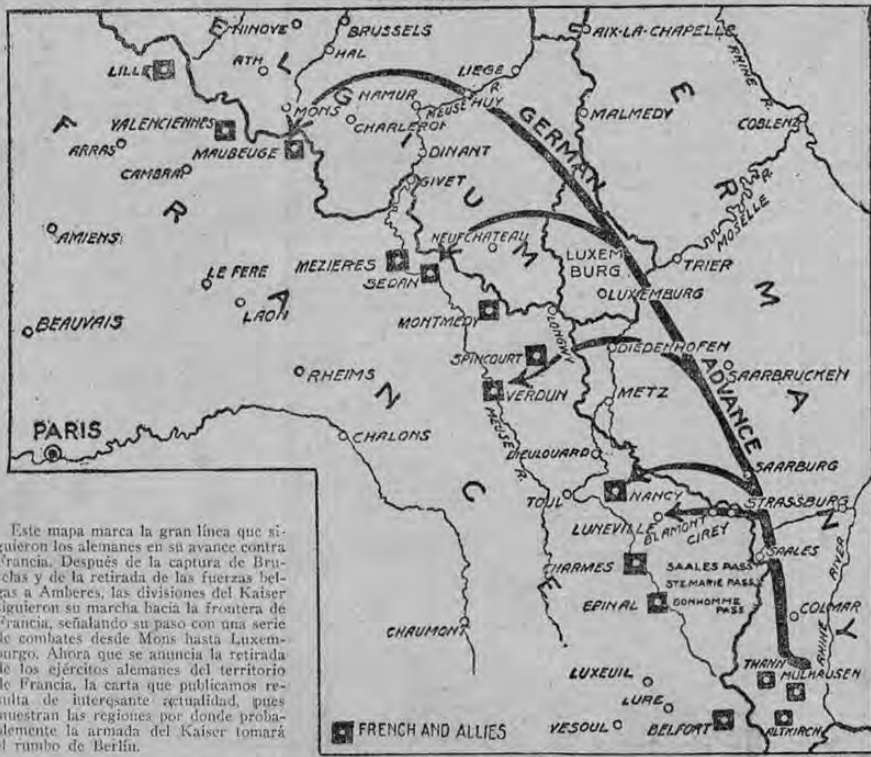 E
NINOVE
BRUSSELS
AIX-LA-CHAPELLE
RHINE R.
LILLE
ATH
HAL
L
LIEGE
E
MONS
G
NAMUR
MEUSE R.
HUY
MALMEDY
COBLENZ
F
VALENCIENNES
CHARLEROI
I
GERMAN
ARRAS
MAUBEUGE
DINANT
R
CAMBRAI
GIVET
U
MOSELLE R.
R
AMIENS
NEUFCHATEAU
LUXEM
BURG
TRIER
MEZIERES
SEDAN
M
M
LE FERE
A
LUXEMBURG
LAON
MONTMEDY
LONGWY
BEAUVAIS
SPINCOURT
DIEDENHOFEN
ADVANCE
SAARBRUCKEN
RHEIMS
N
VERDUN
METZ
A
PARIS
MEUSE R.
CHALONS
DIEULOUARD
SAARBURG
C
TOUL
NANCY
STRASSBURG
N
LUNEVILLE
BLAMONT
CIREY
E
CHARMES
SAALES
SAALES PASS
STE MARIE PASS
EPINAL
BONHOMME
PASS
COLMAR
RHINE RIVER
Y
CHAUMONT
THANN
MULHAUSEN
LUXEUIL
LURE
VESOUL
BELFORT
ALTKIRCH
FRENCH AND ALLIES
Este mapa marca la gran línea que si-
guieron los alemanes en su avance contra
Francia. Después de la captura de Bru-
selas y de la retirada de las fuerzas bel-
gas a Amberes, las divisiones del Kaiser
siguieron su marcha hacia la frontera de
Francia, señalando su paso con una serie
de combates desde Mons hasta Luxem-
burgo. Ahora que se anuncia la retirada
de los ejércitos alemanes del territorio
de Francia, la carta que publicamos re-
sulta de interesante actualidad, pues
muestran las regiones por donde proba-
blemente la armada del Kaiser tomará
el rumbo de Berlín.